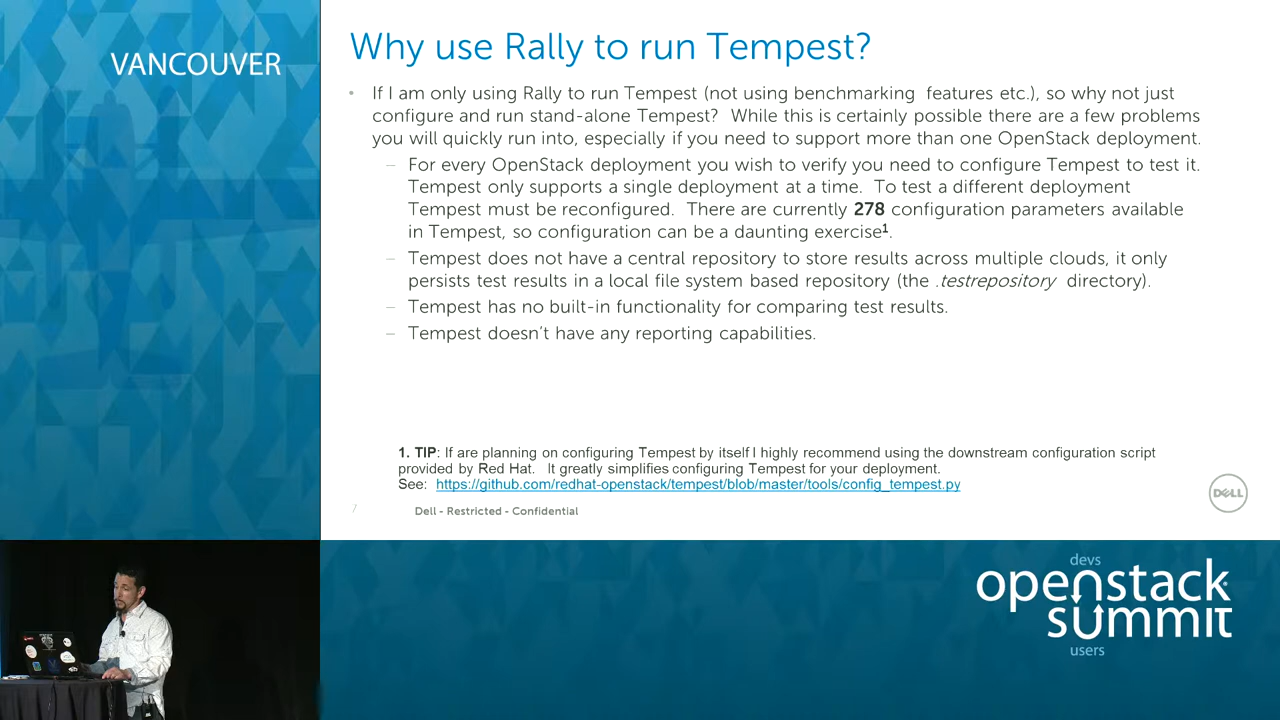 VANCOUVER
Why use Rally to run Tempest?
• If I am only using Rally to run Tempest (not using benchmarking features etc.), so why not just
configure and run stand-alone Tempest? While this is certainly possible there are a few problems
you will quickly run into, especially if you need to support more than one OpenStack deployment.
– For every OpenStack deployment you wish to verify you need to configure Tempest to test it.
Tempest only supports a single deployment at a time. To test a different deployment
Tempest must be reconfigured. There are currently 278 configuration parameters available
in Tempest, so configuration can be a daunting exercise¹.
– Tempest does not have a central repository to store results across multiple clouds, it only
persists test results in a local file system based repository (the .testrepository directory).
– Tempest has no built-in functionality for comparing test results.
– Tempest doesn't have any reporting capabilities.
1. TIP: If are planning on configuring Tempest by itself I highly recommend using the downstream configuration script
provided by Red Hat. It greatly simplifies configuring Tempest for your deployment.
See: https://github.com/redhat-openstack/tempest/blob/master/tools/config_tempest.py
7
Dell - Restricted - Confidential
DELL
devs
openstack
summit
users